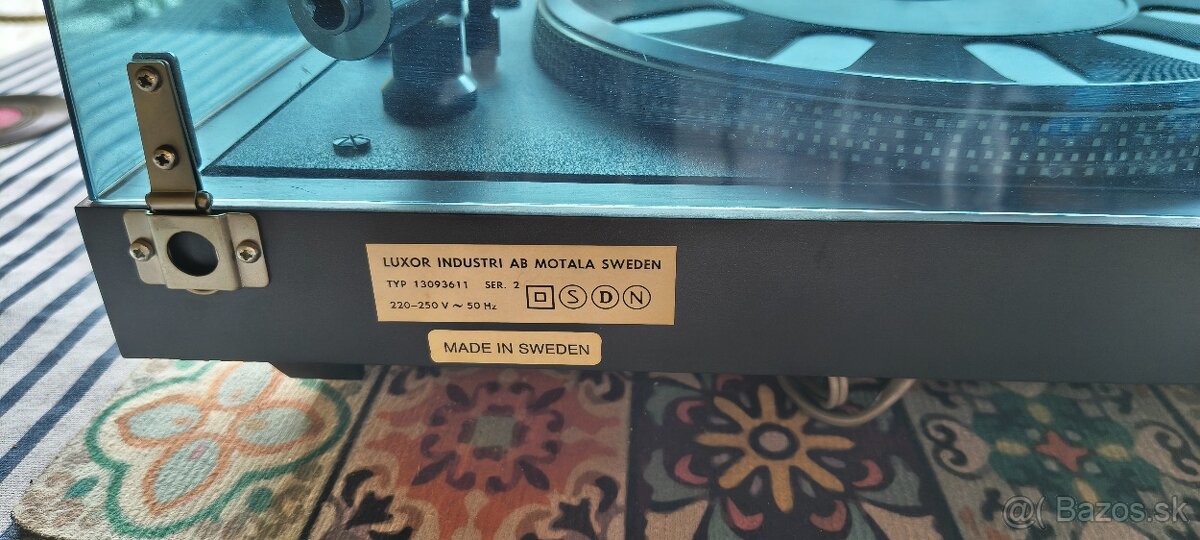 LUXOR INDUSTRI AB MOTALA SWEDEN
TYP 13093611 SER. 2
220–250 V ~ 50 Hz
S D N
MADE IN SWEDEN
@( Bazos.sk